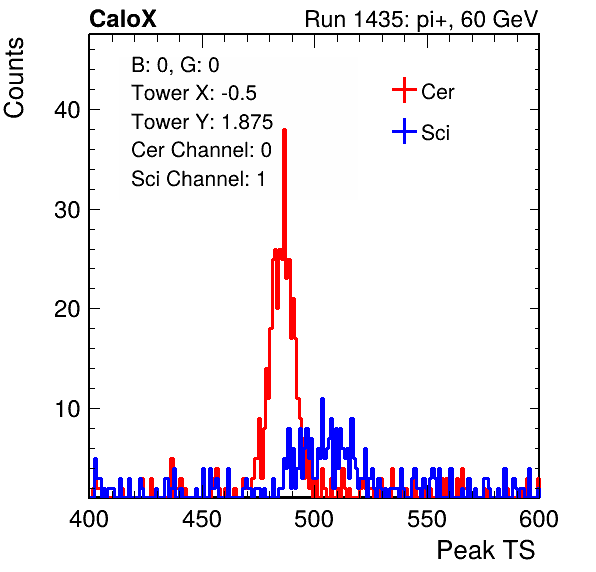 CaloX Run 1435: pi+, 60 GeV
Counts
B: 0, G: 0
Tower X: -0.5
Tower Y: 1.875
Cer Channel: 0
Sci Channel: 1
Cer
Sci
40
30
20
10
400 450 500 550 600
Peak TS